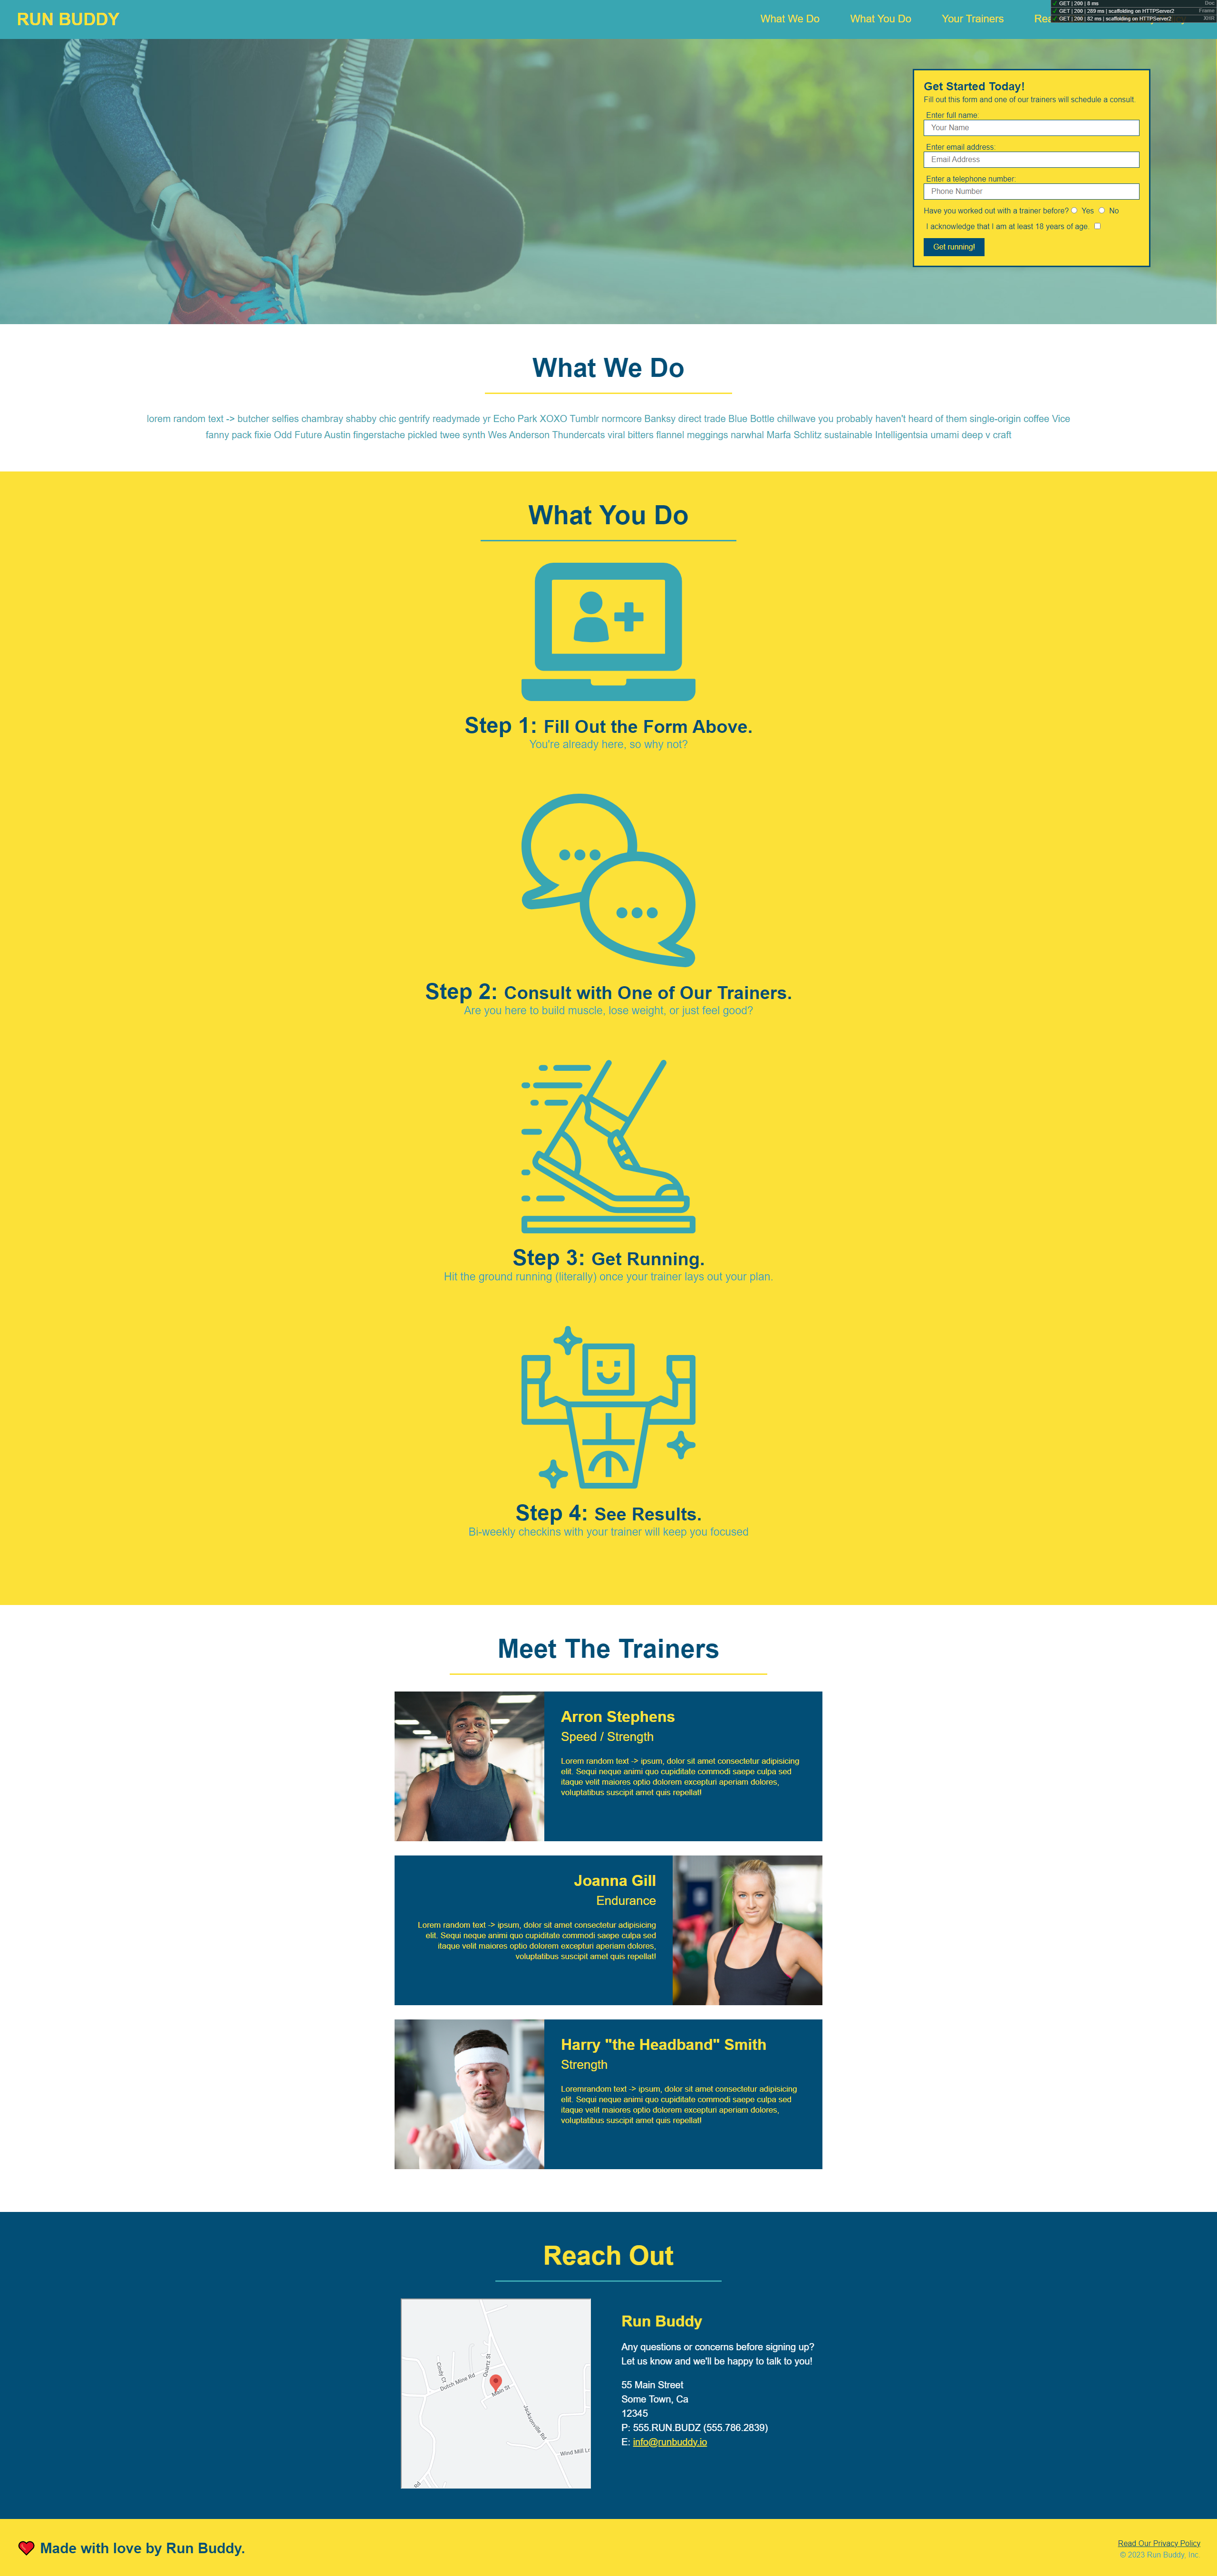 RUN BUDDY
What We Do
What You Do
Your Trainers
✓ GET | 200 | 8 ms Doc
✓ GET | 200 | 289 ms | scaffolding on HTTPServer2 Frame
✓ GET | 200 | 82 ms | scaffolding on HTTPServer2 XHR
Get Started Today!
Fill out this form and one of our trainers will schedule a consult.
Enter full name:
Your Name
Enter email address:
Email Address
Enter a telephone number:
Phone Number
Have you worked out with a trainer before? Yes No
I acknowledge that I am at least 18 years of age.
Get running!
What We Do
lorem random text -> butcher selfies chambray shabby chic gentrify readymade yr Echo Park XOXO Tumblr normcore Banksy direct trade Blue Bottle chillwave you probably haven't heard of them single-origin coffee Vice
fanny pack fixie Odd Future Austin fingerstache pickled twee synth Wes Anderson Thundercats viral bitters flannel meggings narwhal Marfa Schlitz sustainable Intelligentsia umami deep v craft
What You Do
Step 1: Fill Out the Form Above.
You're already here, so why not?
Step 2: Consult with One of Our Trainers.
Are you here to build muscle, lose weight, or just feel good?
Step 3: Get Running.
Hit the ground running (literally) once your trainer lays out your plan.
Step 4: See Results.
Bi-weekly checkins with your trainer will keep you focused
Meet The Trainers
Arron Stephens
Speed / Strength
Lorem random text -> ipsum, dolor sit amet consectetur adipisicing
elit. Sequi neque animi quo cupiditate commodi saepe culpa sed
itaque velit maiores optio dolorem excepturi aperiam dolores,
voluptatibus suscipit amet quis repellat!
Joanna Gill
Endurance
Lorem random text -> ipsum, dolor sit amet consectetur adipisicing
elit. Sequi neque animi quo cupiditate commodi saepe culpa sed
itaque velit maiores optio dolorem excepturi aperiam dolores,
voluptatibus suscipit amet quis repellat!
Harry "the Headband" Smith
Strength
Loremrandom text -> ipsum, dolor sit amet consectetur adipisicing
elit. Sequi neque animi quo cupiditate commodi saepe culpa sed
itaque velit maiores optio dolorem excepturi aperiam dolores,
voluptatibus suscipit amet quis repellat!
Reach Out
Candy Ct
Quartz St
Dutch Mine Rd
Main St
Jacksonville Rd
Wind Mill Ln
Rd
Run Buddy
Any questions or concerns before signing up?
Let us know and we'll be happy to talk to you!
55 Main Street
Some Town, Ca
12345
P: 555.RUN.BUDZ (555.786.2839)
E: info@runbuddy.io
Made with love by Run Buddy.
Read Our Privacy Policy
© 2023 Run Buddy, Inc.